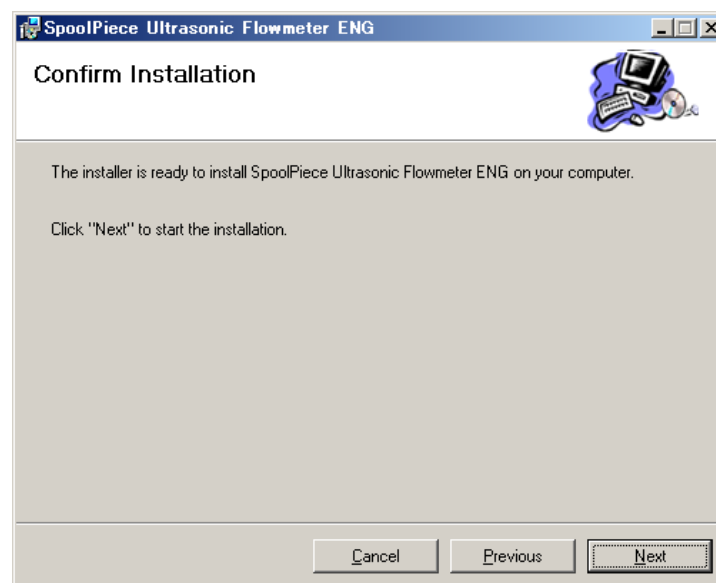 SpoolPiece Ultrasonic Flowmeter ENG
Confirm Installation
The installer is ready to install SpoolPiece Ultrasonic Flowmeter ENG on your computer.
Click "Next" to start the installation.
Cancel
Previous
Next